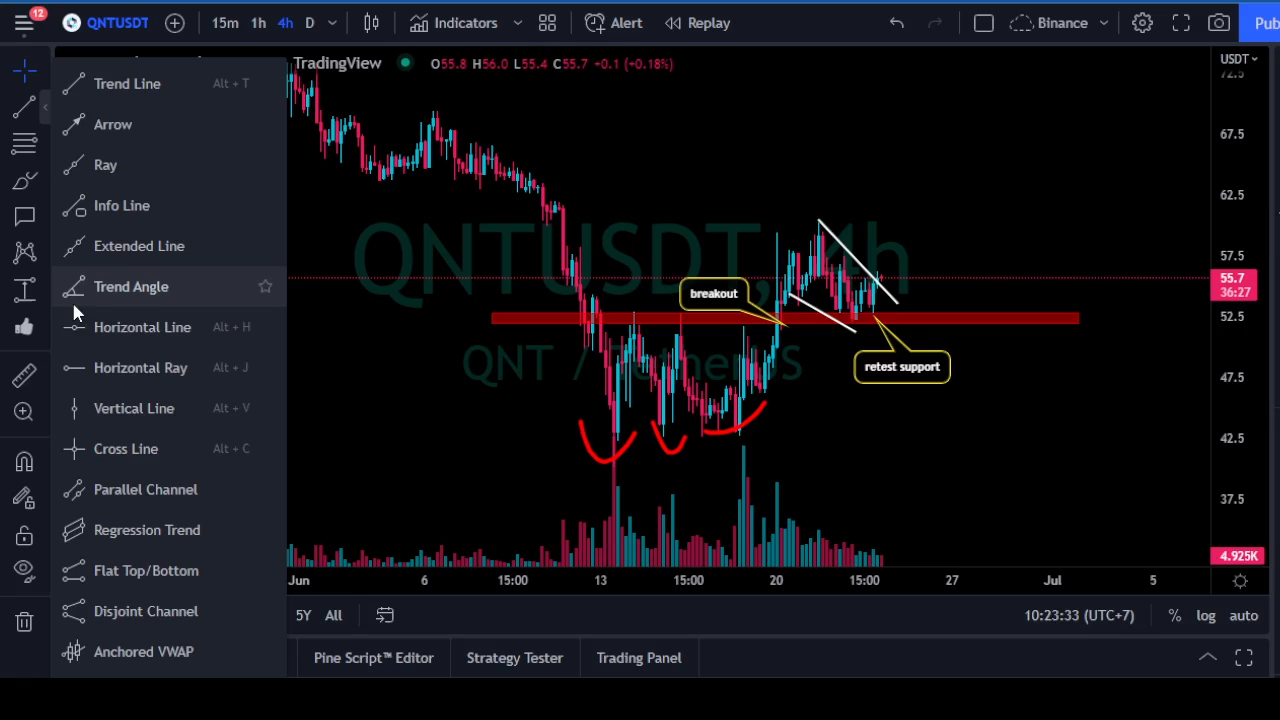 12
QNTUSDT
15m 1h 4h D
Indicators
Alert
Replay
Binance
Pub
TradingView
O55.8 H56.0 L55.4 C55.7 +0.1 (+0.18%)
USDT
72.5
67.5
62.5
57.5
55.7
36:27
52.5
47.5
42.5
37.5
4.925K
Trend Line Alt + T
Arrow
Ray
Info Line
Extended Line
Trend Angle
Horizontal Line Alt + H
Horizontal Ray Alt + J
Vertical Line Alt + V
Cross Line Alt + C
Parallel Channel
Regression Trend
Flat Top/Bottom
Disjoint Channel
Anchored VWAP
QNTUSDT, 4h
QNT / TetherUS
breakout
retest support
Jun 6 15:00 13 15:00 20 15:00 27 Jul 5
5Y All
10:23:33 (UTC+7) % log auto
Pine Script™ Editor Strategy Tester Trading Panel